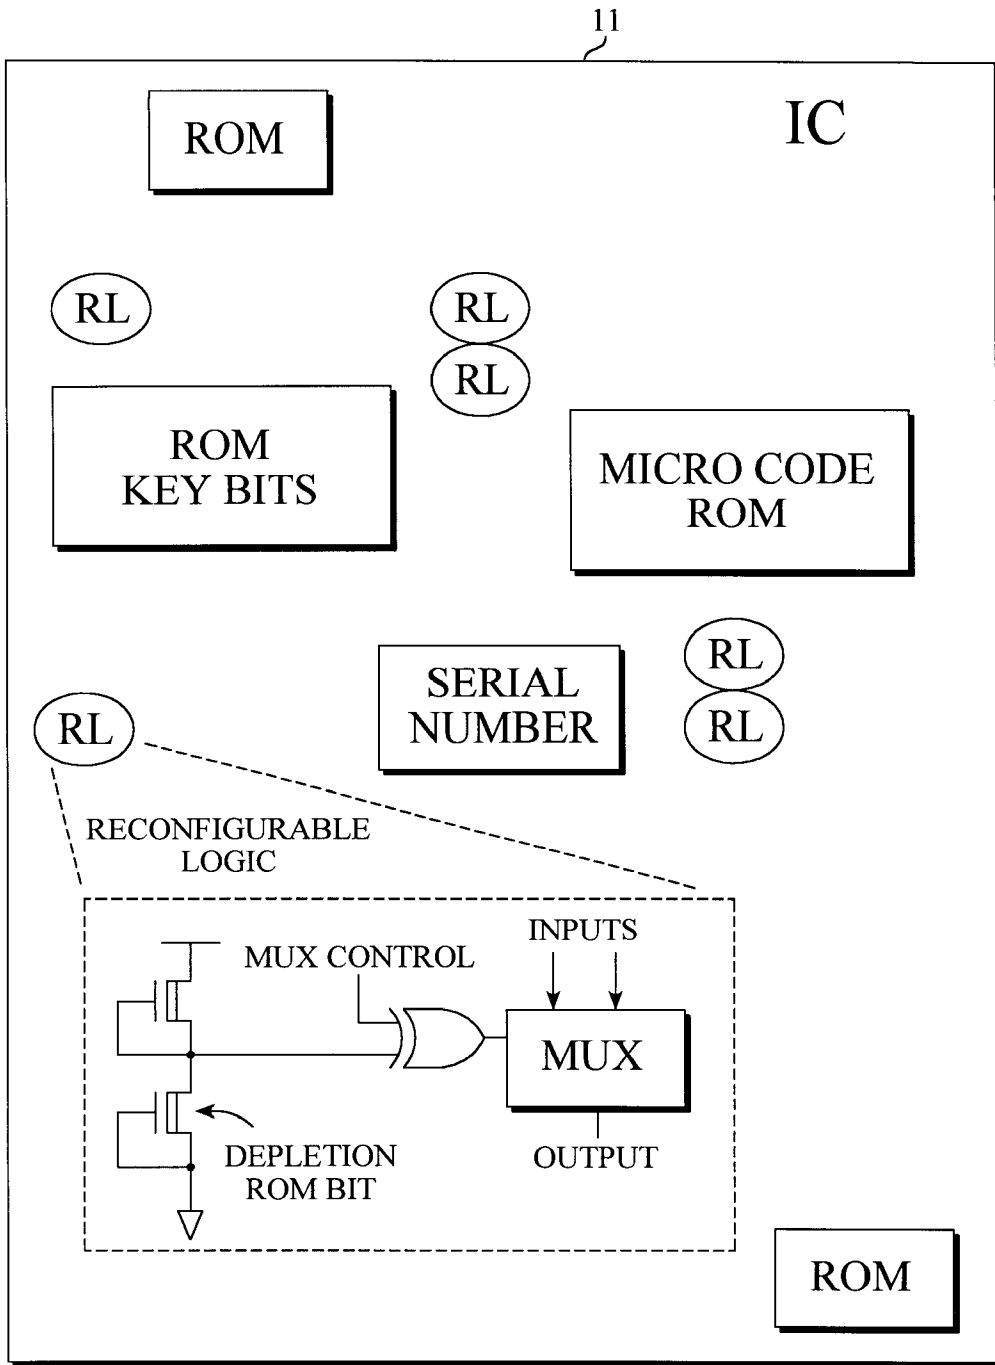 11
IC
ROM
RL
RL
RL
ROM
KEY BITS
MICRO CODE
ROM
SERIAL
NUMBER
RL
RL
RL
RECONFIGURABLE
LOGIC
INPUTS
MUX CONTROL
MUX
DEPLETION
ROM BIT
OUTPUT
ROM